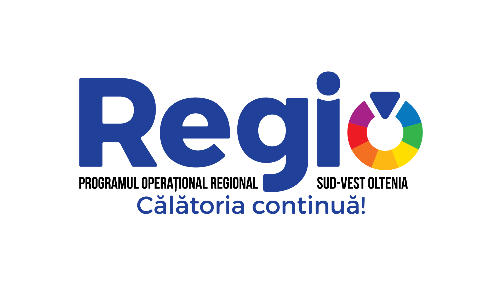 Regio
PROGRAMUL OPERAȚIONAL REGIONAL SUD-VEST OLTENIA
Călătoria continuă!